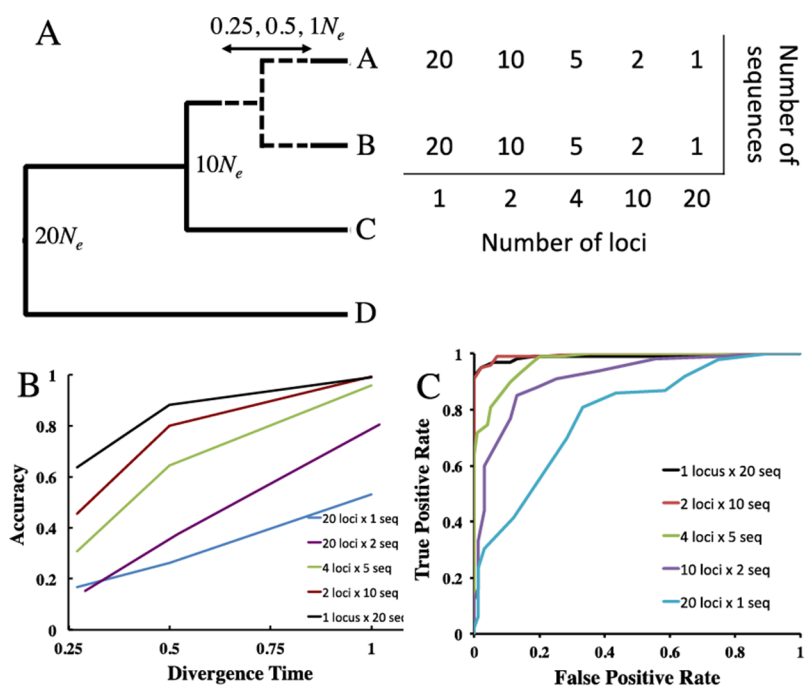 A
0.25, 0.5, 1Ne
A
B
C
D
10Ne
20Ne
20 10 5 2 1
20 10 5 2 1
1 2 4 10 20
Number of loci
Number of
sequences
B
1
0.8
0.6
0.4
0.2
0
0.25 0.5 0.75 1
Accuracy
Divergence Time
20 loci x 1 seq
20 loci x 2 seq
4 loci x 5 seq
2 loci x 10 seq
1 locus x 20 seq
C
1
0.8
0.6
0.4
0.2
0
0 0.2 0.4 0.6 0.8 1
True Positive Rate
False Positive Rate
1 locus x 20 seq
2 loci x 10 seq
4 loci x 5 seq
10 loci x 2 seq
20 loci x 1 seq